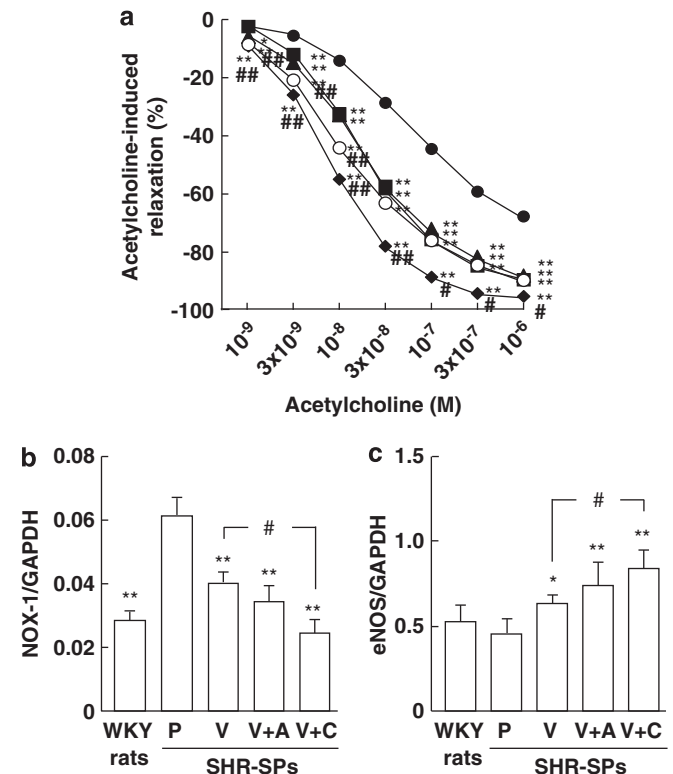 a
Acetylcholine-induced
relaxation (%)
0
-20
-40
-60
-80
-100
** ## * ** ## ** ## ** ** ** ## ** ** ** ## ** ## ** ** ** ** ## ** ** ** ** # ** ** ** ** # ** ** ** ** #
10⁻⁹ 3x10⁻⁹ 10⁻⁸ 3x10⁻⁸ 10⁻⁷ 3x10⁻⁷ 10⁻⁶
Acetylcholine (M)
b
NOX-1/GAPDH
0.08
0.06
0.04
0.02
0
#
** ** ** **
WKY rats P V V+A V+C
SHR-SPs
c
eNOS/GAPDH
1.5
1.0
0.5
0
#
* ** **
WKY rats P V V+A V+C
SHR-SPs